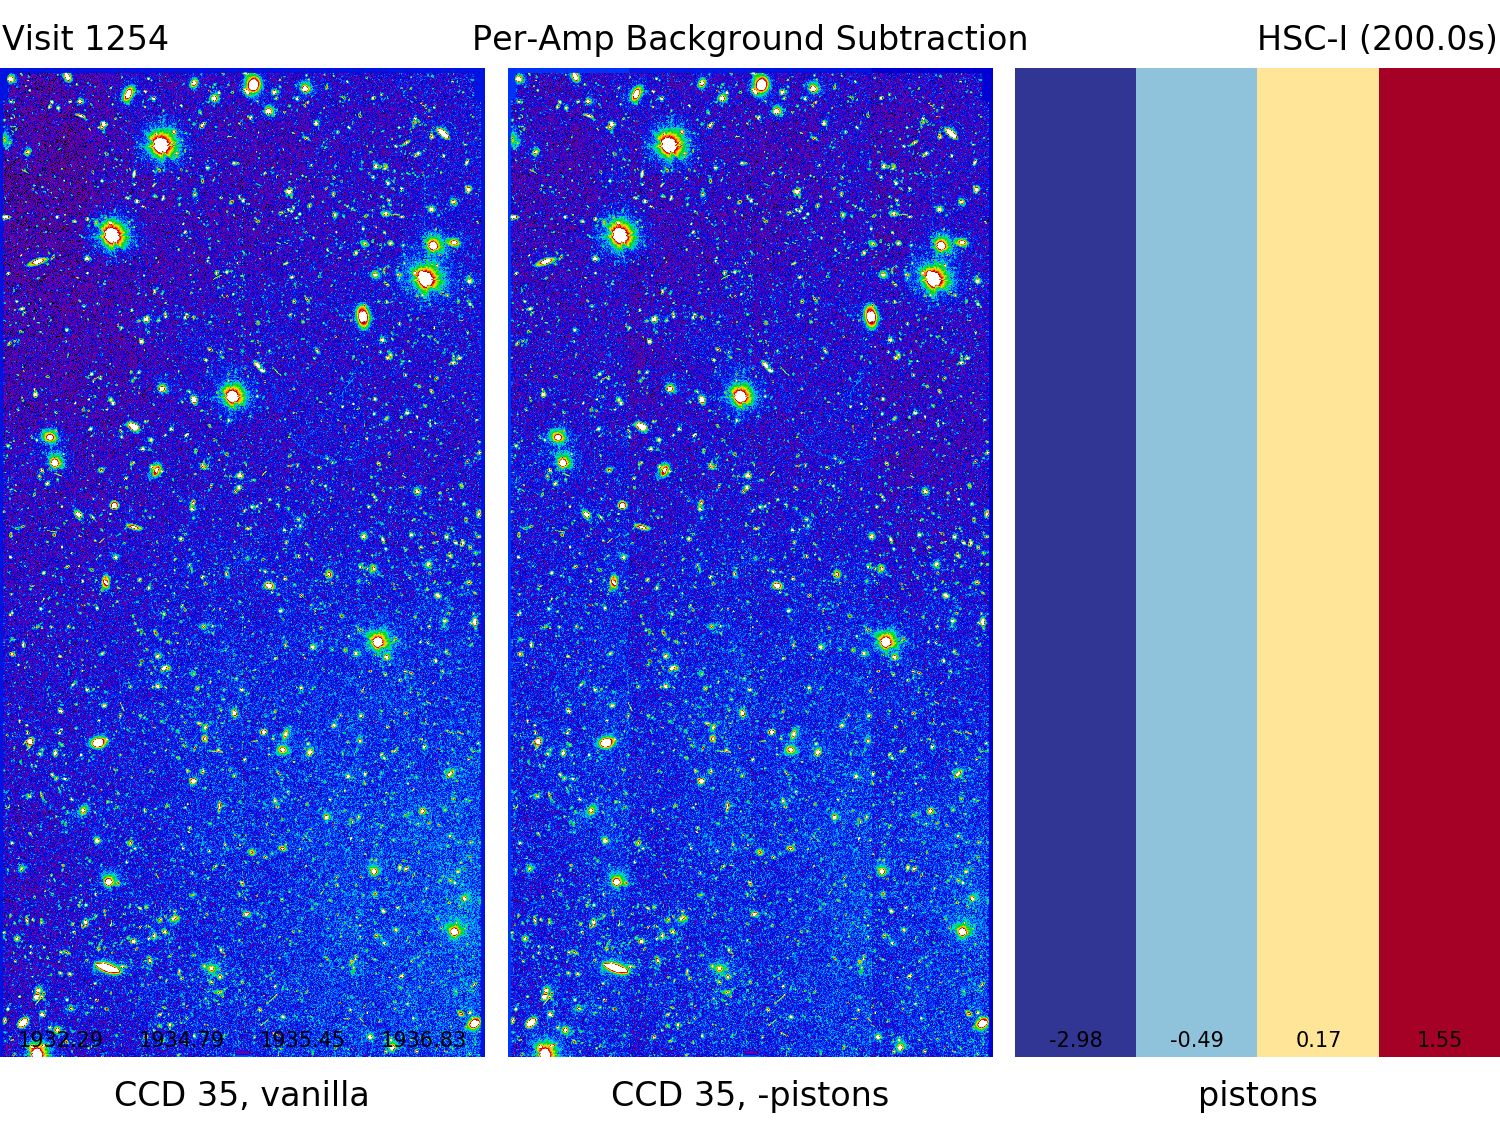 Visit 1254 Per-Amp Background Subtraction HSC-I (200.0s)
1932.29 1934.79 1935.45 1936.83 -2.98 -0.49 0.17 1.55
CCD 35, vanilla CCD 35, -pistons pistons